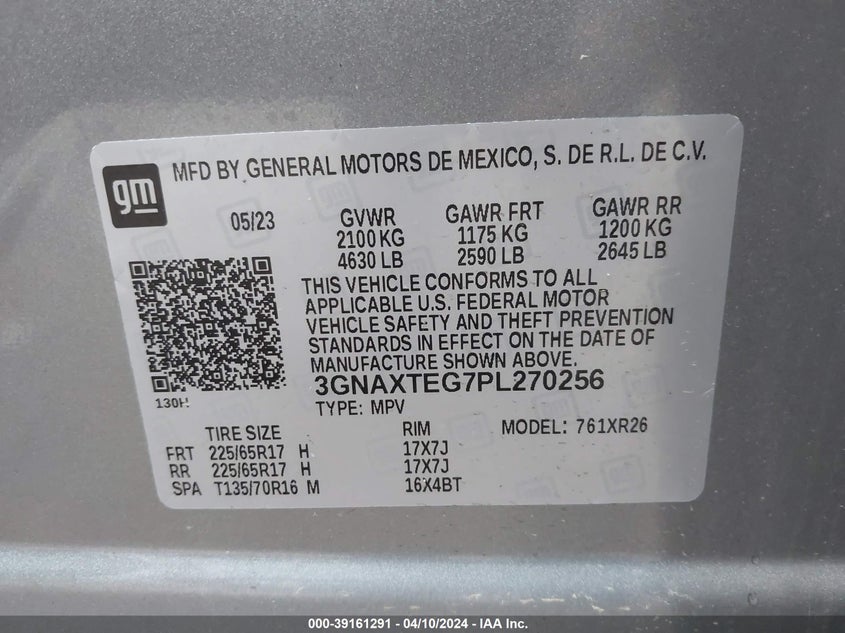 gm
MFD BY GENERAL MOTORS DE MEXICO, S. DE R.L. DE C.V.
05/23 GVWR GAWR FRT GAWR RR
2100 KG 1175 KG 1200 KG
4630 LB 2590 LB 2645 LB
THIS VEHICLE CONFORMS TO ALL
APPLICABLE U.S. FEDERAL MOTOR
VEHICLE SAFETY AND THEFT PREVENTION
STANDARDS IN EFFECT ON THE DATE OF
MANUFACTURE SHOWN ABOVE.
3GNAXTEG7PL270256
TYPE: MPV
TIRE SIZE RIM MODEL: 761XR26
FRT 225/65R17 H 17X7J
RR 225/65R17 H 17X7J
SPA T135/70R16 M 16X4BT
000-39161291 - 04/10/2024 - IAA Inc.